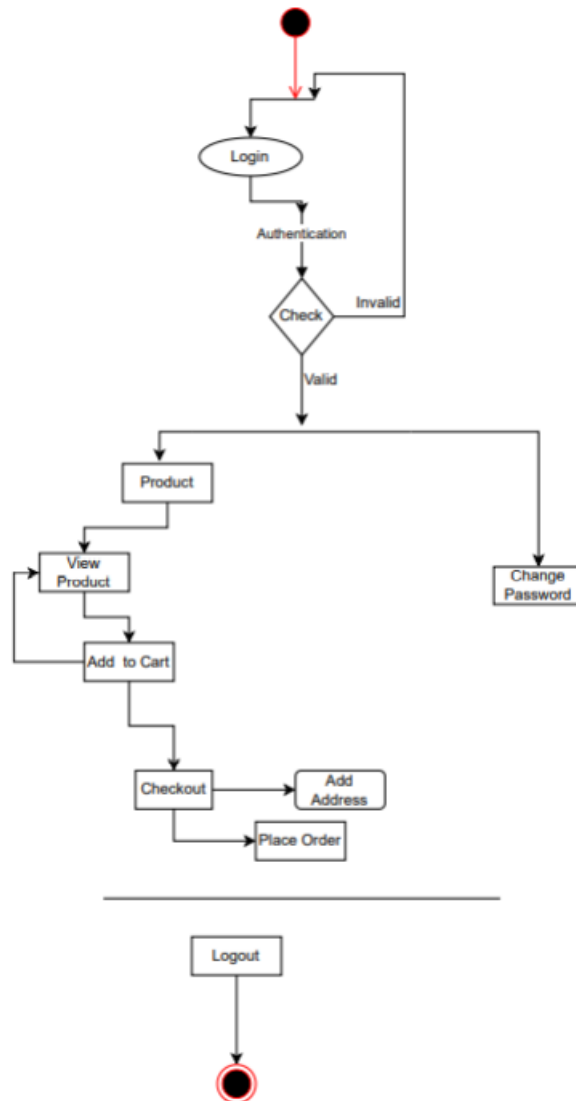 Login
Authentication
Check
Invalid
Valid
Product
View
Product
Change
Password
Add to Cart
Checkout
Add
Address
Place Order
Logout